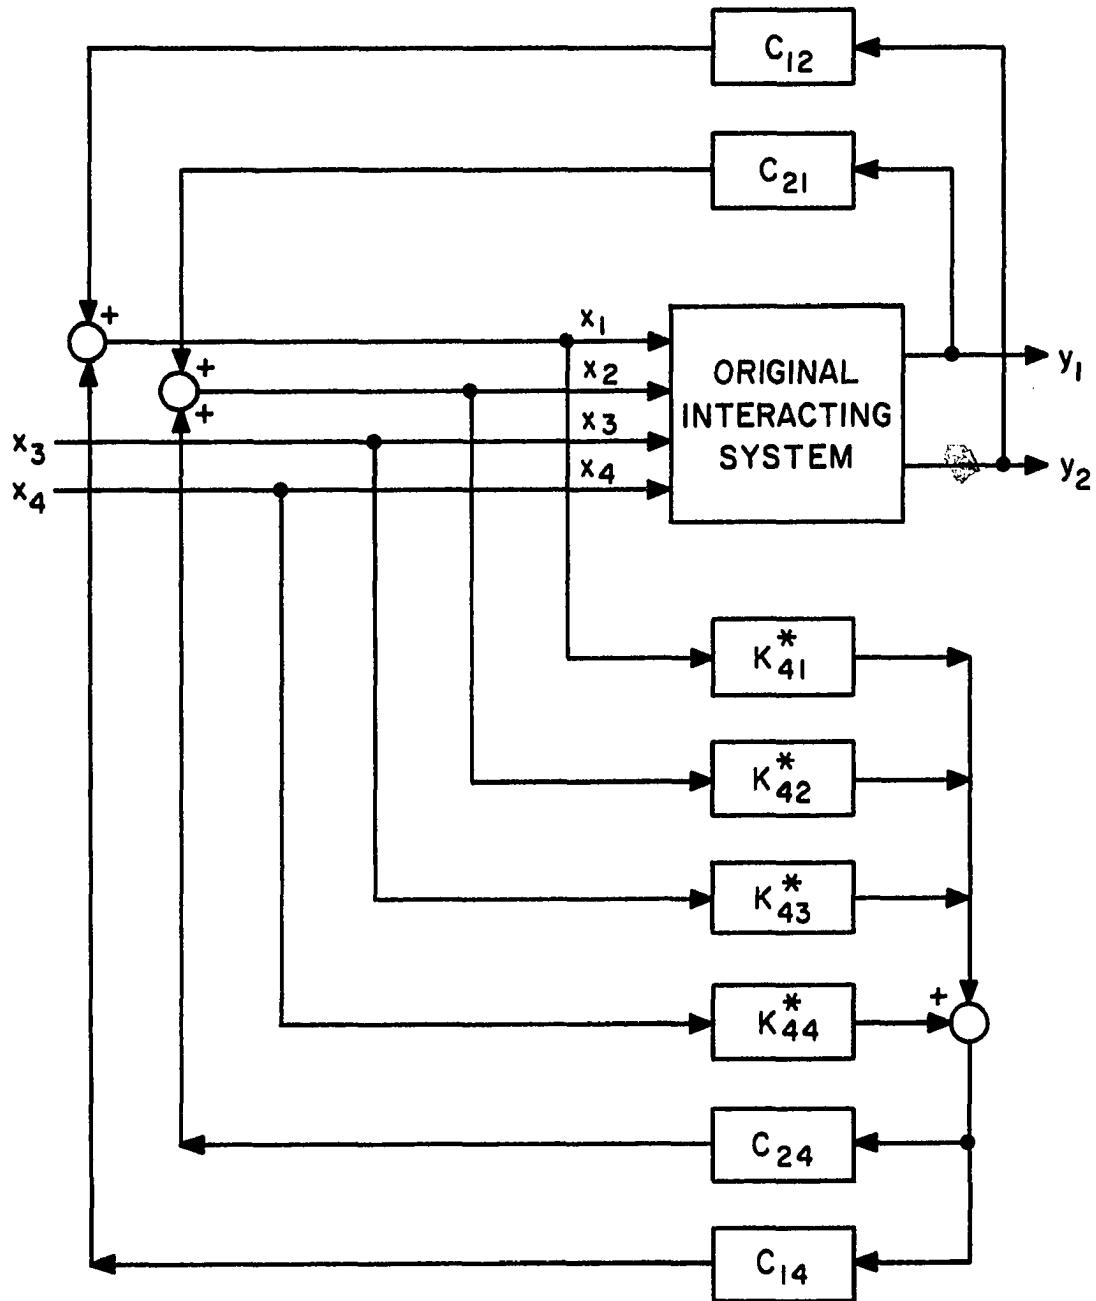 C12
C21
+
x1
+
x2
+
x3
x3
x4
x4
ORIGINAL
INTERACTING
SYSTEM
y1
y2
K*41
K*42
K*43
+
K*44
C24
C14